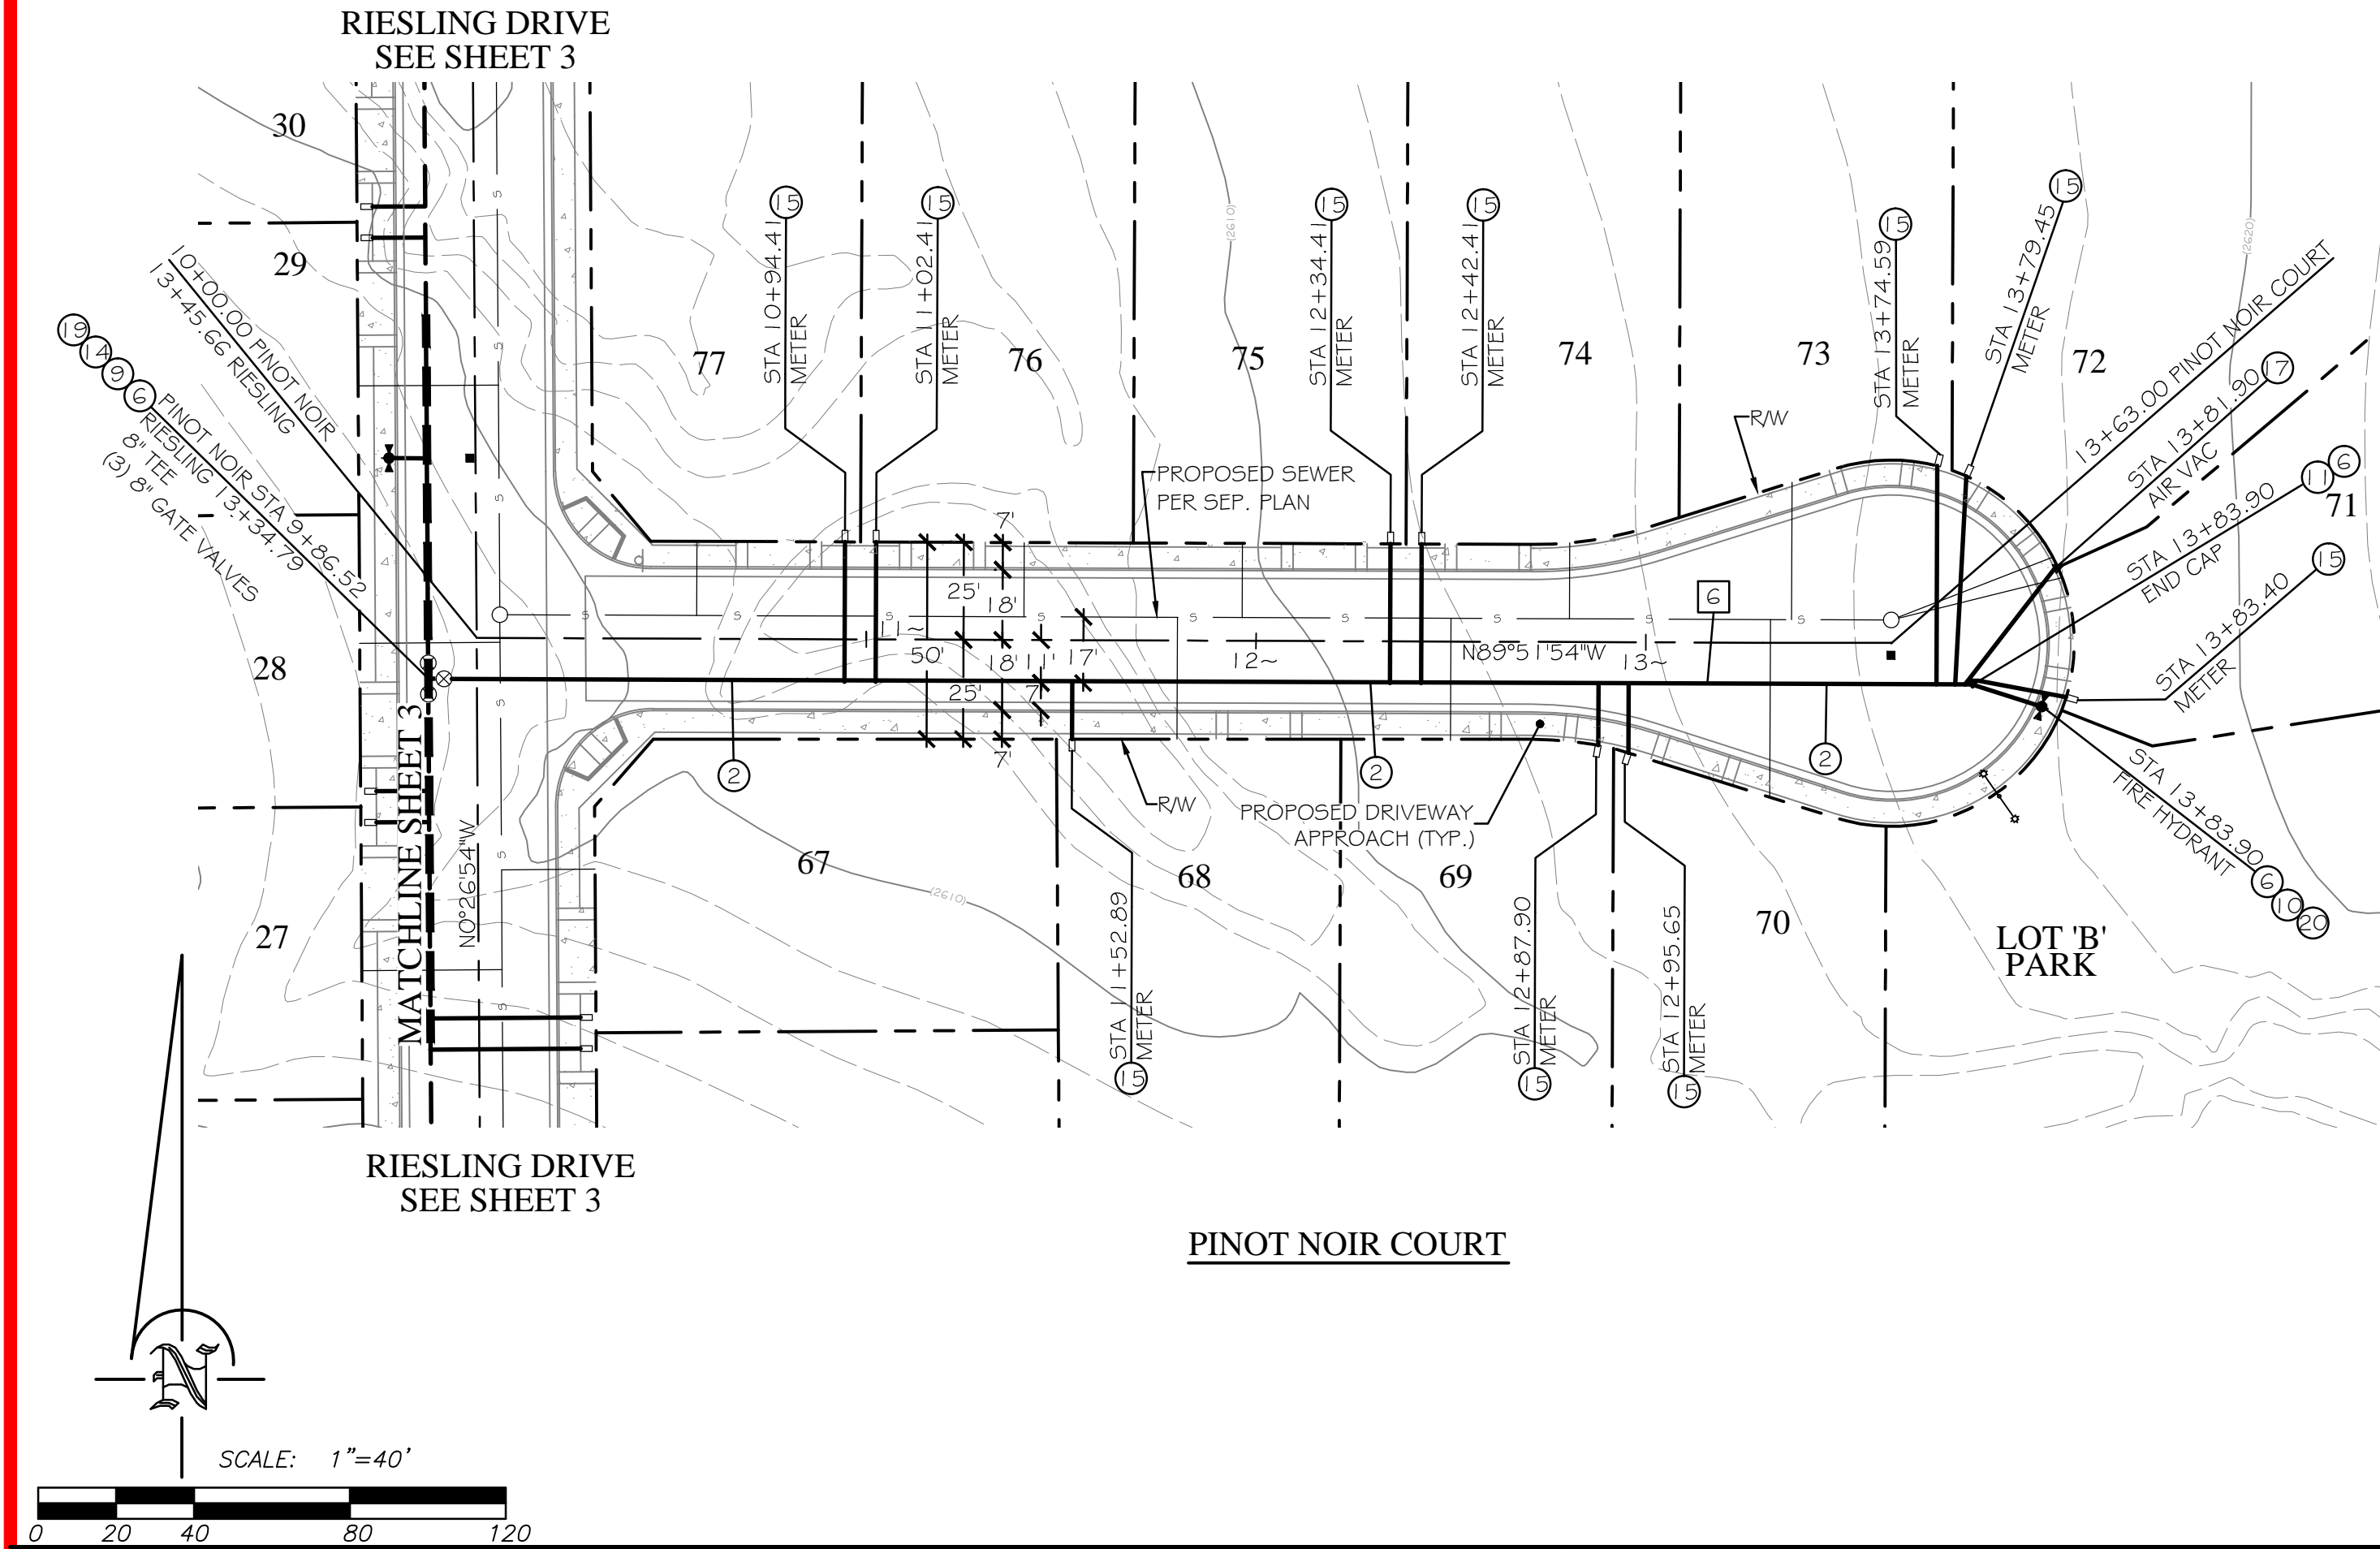 RIESLING DRIVE
SEE SHEET 3
30
29
28
27
77
76
75
74
73
72
71
67
68
69
70
LOT 'B'
PARK
15
STA 10+94.41
METER
15
STA 11+02.41
METER
15
STA 12+34.41
METER
15
STA 12+42.41
METER
15
STA 13+74.59
METER
15
STA 13+79.45
METER
13+63.00 PINOT NOIR COURT
17
STA 13+81.90
AIR VAC
11 6
STA 13+83.90
END CAP
15
STA 13+83.40
METER
STA 13+83.90
FIRE HYDRANT
6 10 20
10+00.00 PINOT NOIR
13+45.66 RIESLING
19 14 9 6
PINOT NOIR STA 9+86.52
RIESLING 13+34.79
8" TEE
(3) 8" GATE VALVES
R/W
PROPOSED SEWER
PER SEP. PLAN
(2610)
(2620)
7'
25'
18'
11~
50'
18'
11'
17'
25'
7'
7'
12~
N89°51'54"W
13~
6
S S S S S S S S
2
2
2
R/W
PROPOSED DRIVEWAY
APPROACH (TYP.)
(2610)
MATCHLINE SHEET 3
N0°26'54"W
S S S S S
STA 11+52.89
METER
15
STA 12+87.90
METER
15
STA 12+95.65
METER
15
RIESLING DRIVE
SEE SHEET 3
PINOT NOIR COURT
N
SCALE: 1"=40'
0 20 40 80 120